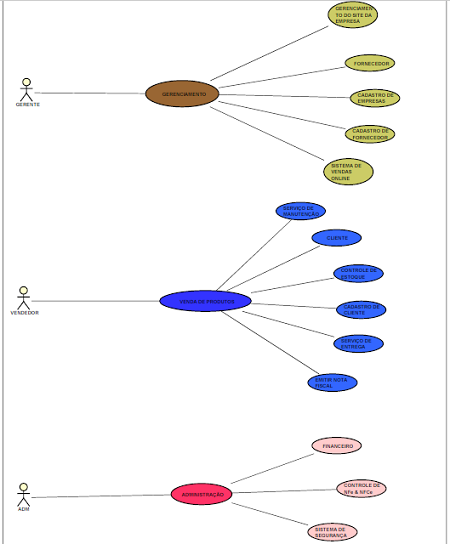 GERENCIAMEN
TO DO SITE DA
EMPRESA
FORNECEDOR
GERENTE
GERENCIAMENTO
CADASTRO DE
EMPRESAS
CADASTRO DE
FORNECEDOR
SISTEMA DE
VENDAS
ONLINE
SERVIÇO DE
MANUTENÇÃO
CLIENTE
CONTROLE DE
ESTOQUE
VENDEDOR
VENDA DE PRODUTOS
CADASTRO DE
CLIENTE
SERVIÇO DE
ENTREGA
EMITIR NOTA
FISCAL
FINANCEIRO
ADM
ADMINISTRAÇÃO
CONTROLE DE
NFe & NFCe
SISTEMA DE
SEGURANÇA